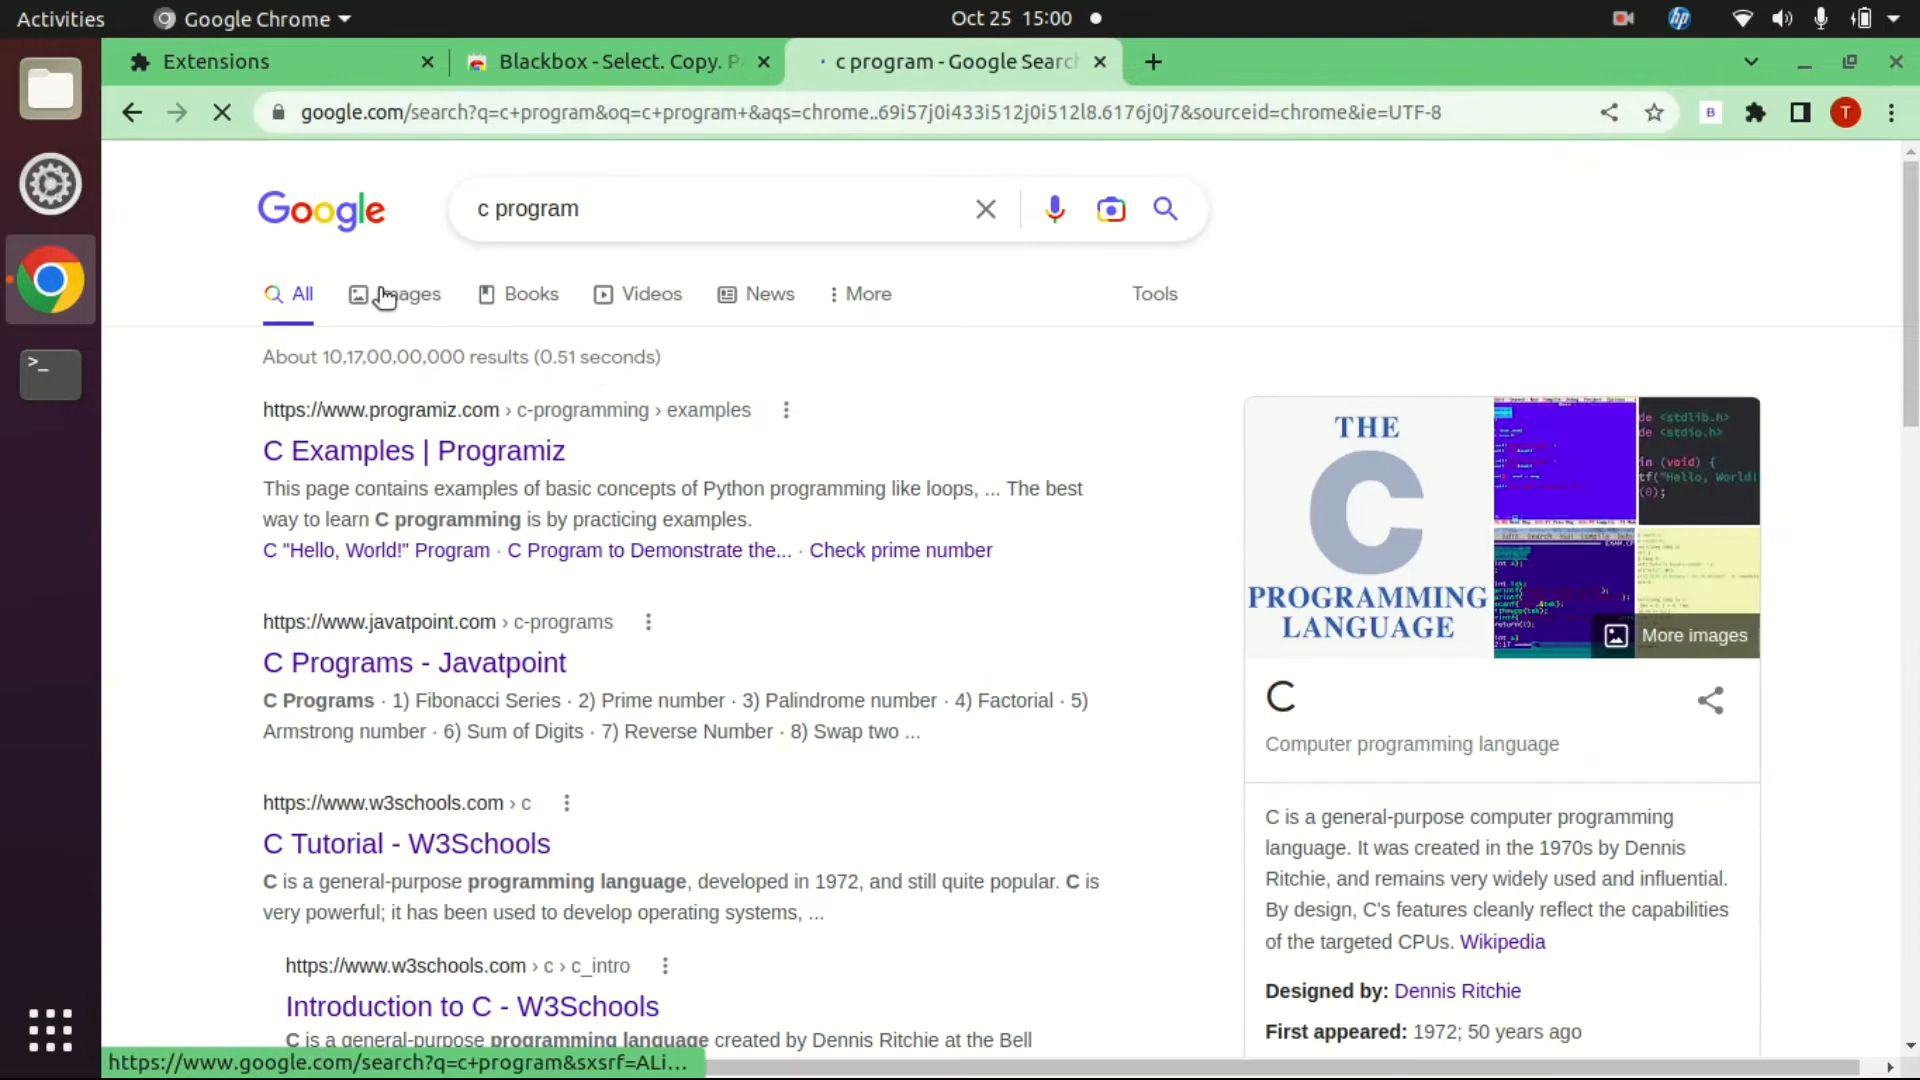 Activities
Google Chrome
Oct 25 15:00
hp
Extensions
Blackbox - Select. Copy. P
c program - Google Search
google.com/search?q=c+program&oq=c+program+&aqs=chrome..69i57j0i433i512j0i512l8.6176j0j7&sourceid=chrome&ie=UTF-8
B
T
Google
c program
All
Images
Books
Videos
News
More
Tools
About 10,17,00,00,000 results (0.51 seconds)
https://www.programiz.com › c-programming › examples
C Examples | Programiz
This page contains examples of basic concepts of Python programming like loops, ... The best
way to learn C programming is by practicing examples.
C "Hello, World!" Program · C Program to Demonstrate the... · Check prime number
https://www.javatpoint.com › c-programs
C Programs - Javatpoint
C Programs · 1) Fibonacci Series · 2) Prime number · 3) Palindrome number · 4) Factorial · 5)
Armstrong number · 6) Sum of Digits · 7) Reverse Number · 8) Swap two ...
https://www.w3schools.com › c
C Tutorial - W3Schools
C is a general-purpose programming language, developed in 1972, and still quite popular. C is
very powerful; it has been used to develop operating systems, ...
https://www.w3schools.com › c › c_intro
Introduction to C - W3Schools
C is a general-purpose programming language created by Dennis Ritchie at the Bell
THE
C
PROGRAMMING
LANGUAGE
de <stdlib.h>
de <stdio.h>
in (void) {
tf("Hello, World!
(0);
More images
C
Computer programming language
C is a general-purpose computer programming
language. It was created in the 1970s by Dennis
Ritchie, and remains very widely used and influential.
By design, C's features cleanly reflect the capabilities
of the targeted CPUs. Wikipedia
Designed by: Dennis Ritchie
First appeared: 1972; 50 years ago
https://www.google.com/search?q=c+program&sxsrf=ALi...